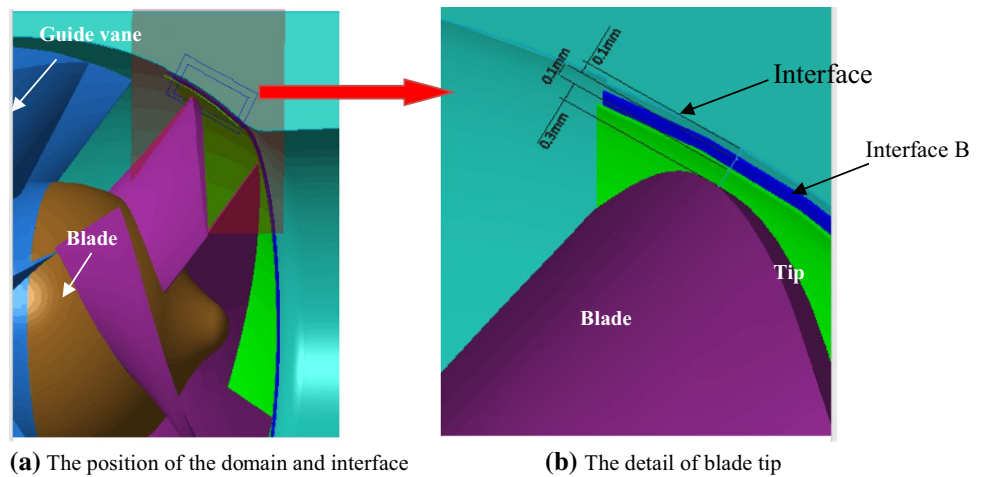 Guide vane
Blade
0.1mm
0.1mm
0.3mm
Interface
Interface B
Tip
Blade
(a) The position of the domain and interface
(b) The detail of blade tip